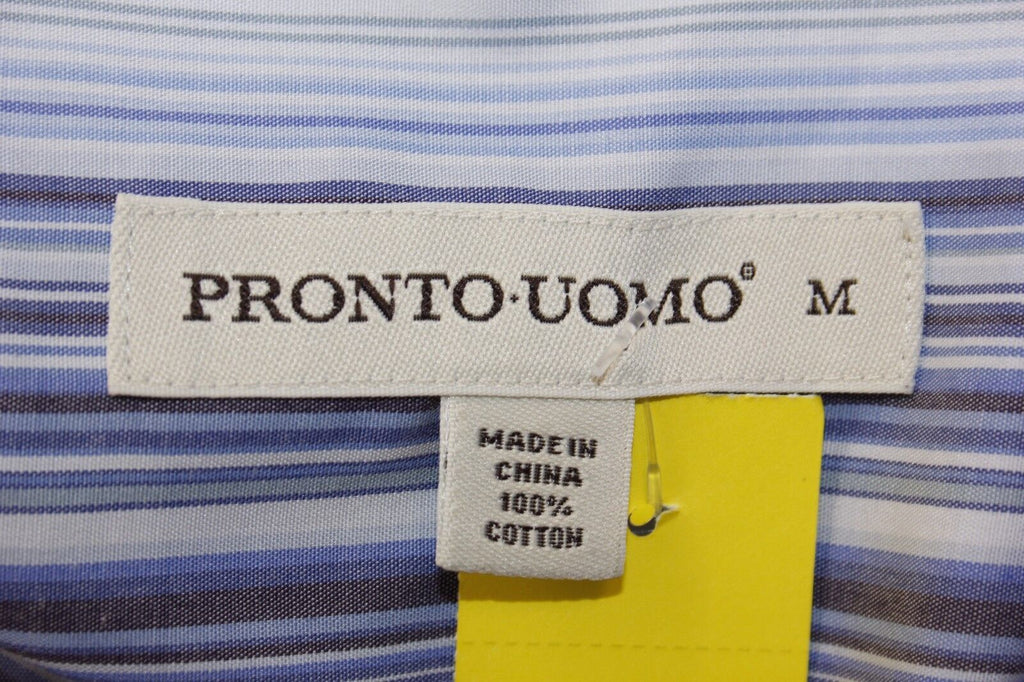 PRONTO·UOMO® M
MADE IN
CHINA
100%
COTTON